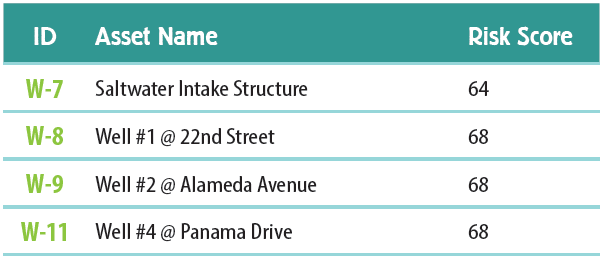 ID Asset Name Risk Score
W-7 Saltwater Intake Structure 64
W-8 Well #1 @ 22nd Street 68
W-9 Well #2 @ Alameda Avenue 68
W-11 Well #4 @ Panama Drive 68